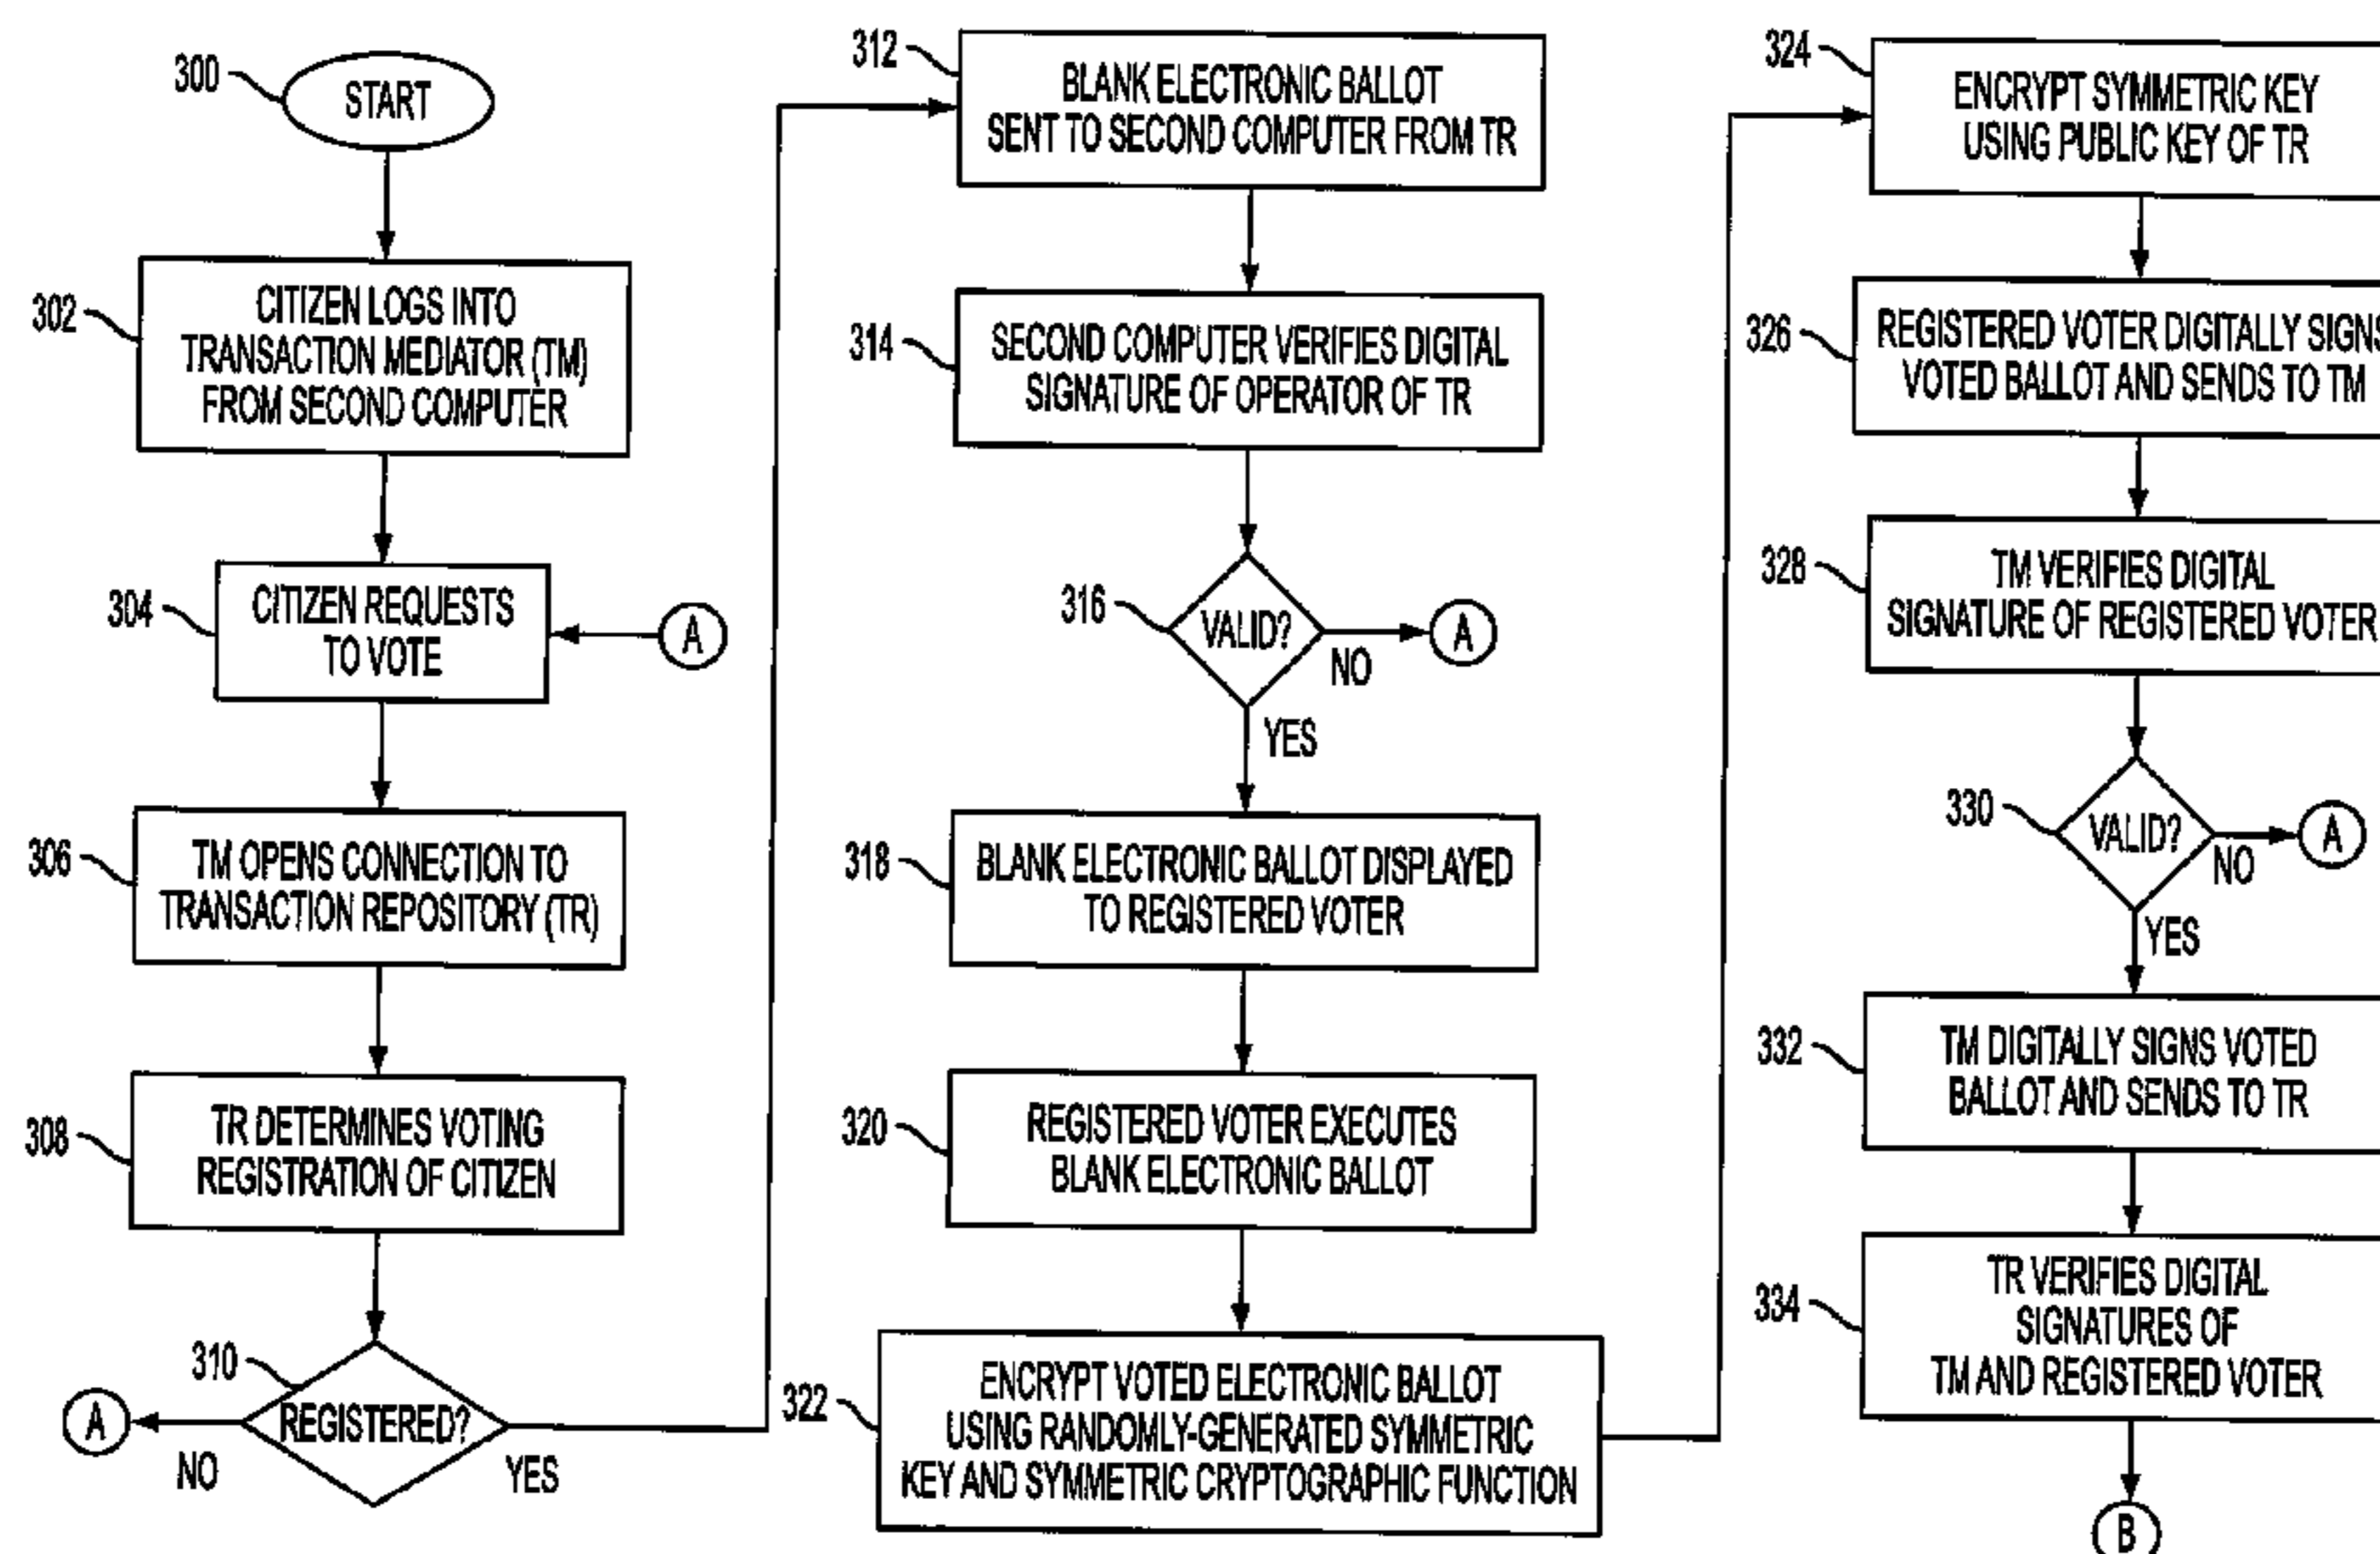 300
START
302
CITIZEN LOGS INTO
TRANSACTION MEDIATOR (TM)
FROM SECOND COMPUTER
304
CITIZEN REQUESTS
TO VOTE
A
306
TM OPENS CONNECTION TO
TRANSACTION REPOSITORY (TR)
308
TR DETERMINES VOTING
REGISTRATION OF CITIZEN
310
REGISTERED?
A
NO
YES
312
BLANK ELECTRONIC BALLOT
SENT TO SECOND COMPUTER FROM TR
314
SECOND COMPUTER VERIFIES DIGITAL
SIGNATURE OF OPERATOR OF TR
316
VALID?
NO
A
YES
318
BLANK ELECTRONIC BALLOT DISPLAYED
TO REGISTERED VOTER
320
REGISTERED VOTER EXECUTES
BLANK ELECTRONIC BALLOT
322
ENCRYPT VOTED ELECTRONIC BALLOT
USING RANDOMLY-GENERATED SYMMETRIC
KEY AND SYMMETRIC CRYPTOGRAPHIC FUNCTION
324
ENCRYPT SYMMETRIC KEY
USING PUBLIC KEY OF TR
326
REGISTERED VOTER DIGITALLY SIGNS
VOTED BALLOT AND SENDS TO TM
328
TM VERIFIES DIGITAL
SIGNATURE OF REGISTERED VOTER
330
VALID?
NO
A
YES
332
TM DIGITALLY SIGNS VOTED
BALLOT AND SENDS TO TR
334
TR VERIFIES DIGITAL
SIGNATURES OF
TM AND REGISTERED VOTER
B